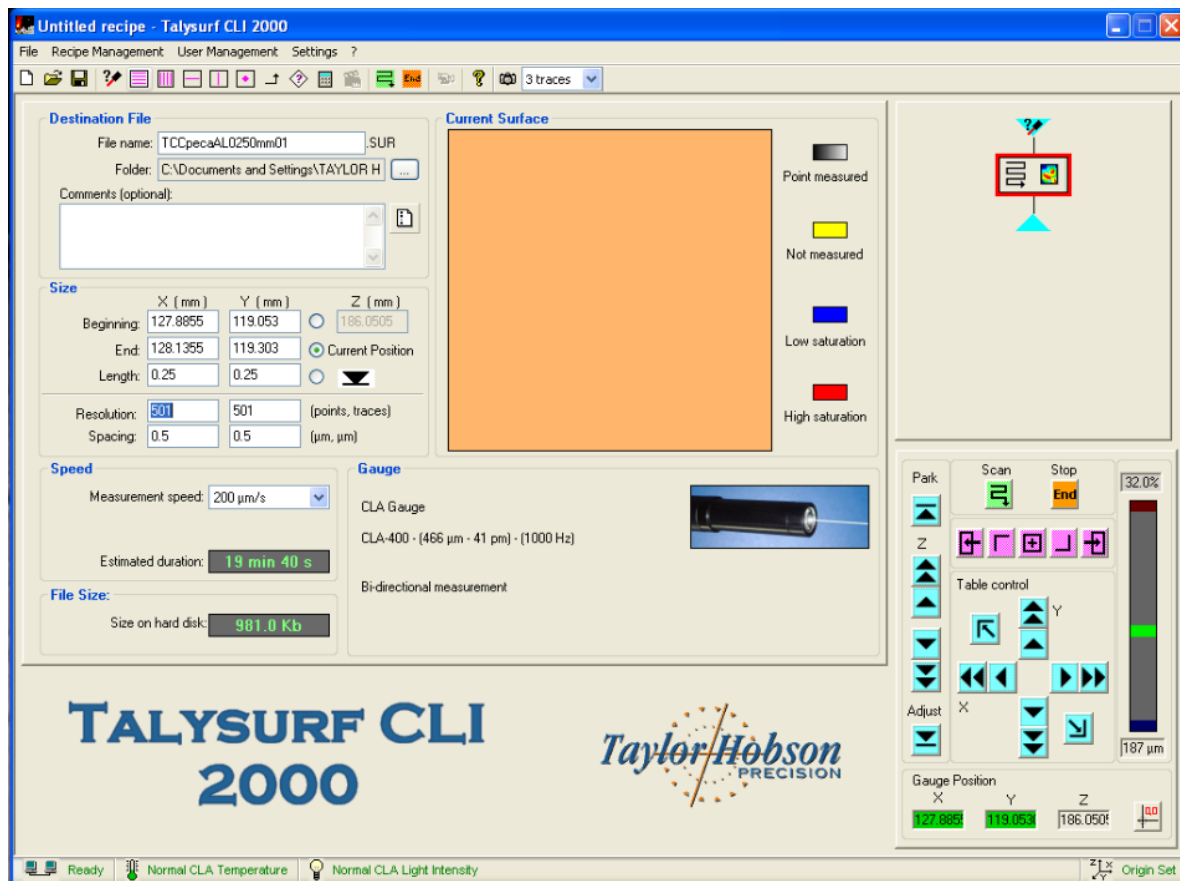 Untitled recipe - Talysurf CLI 2000
File Recipe Management User Management Settings ?
End 3 traces
Destination File
File name: TCCpecaAL0250mm01 .SUR
Folder: C:\Documents and Settings\TAYLOR H ...
Comments (optional):
Size
X (mm) Y (mm) Z (mm)
Beginning: 127.8855 119.053 186.0505
End: 128.1355 119.303 Current Position
Length: 0.25 0.25
Resolution: 501 501 (points, traces)
Spacing: 0.5 0.5 (µm, µm)
Speed
Measurement speed: 200 µm/s
Estimated duration: 19 min 40 s
File Size:
Size on hard disk: 981.0 Kb
Current Surface
Point measured
Not measured
Low saturation
High saturation
Gauge
CLA Gauge
CLA-400 - (466 µm - 41 pm) - (1000 Hz)
Bi-directional measurement
TALYSURF CLI
2000
Taylor Hobson
PRECISION
Park Scan Stop
End
32.0%
Z
Table control
Y
X
Adjust
187 µm
Gauge Position
X Y Z
127.885 119.053 186.050
0,0
Ready Normal CLA Temperature Normal CLA Light Intensity Z X Y Origin Set